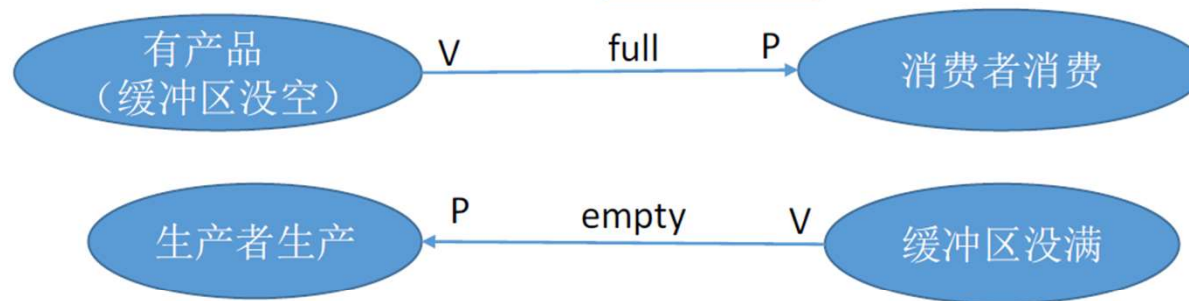 有产品
（缓冲区没空）
V full P
消费者消费
生产者生产
P empty V
缓冲区没满